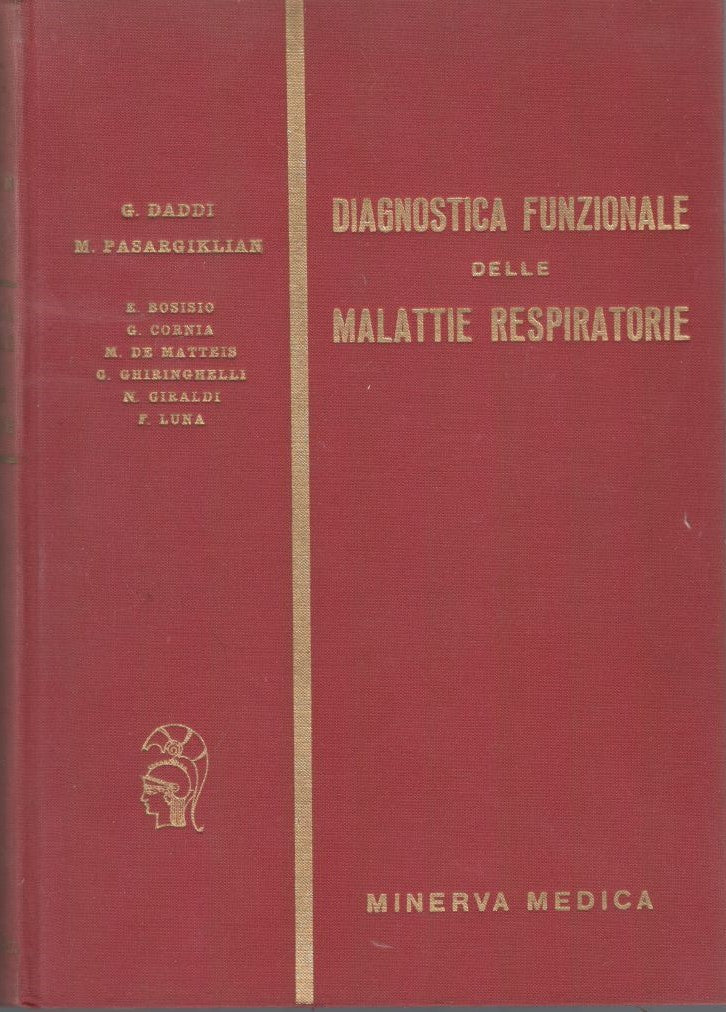 G. DADDI
M. PASARGIKLIAN
E. BOSISIO
G. CORNIA
M. DE MATTEIS
C. GHIRINGHELLI
N. GIRALDI
F. LUNA
DIAGNOSTICA FUNZIONALE
DELLE
MALATTIE RESPIRATORIE
MINERVA MEDICA